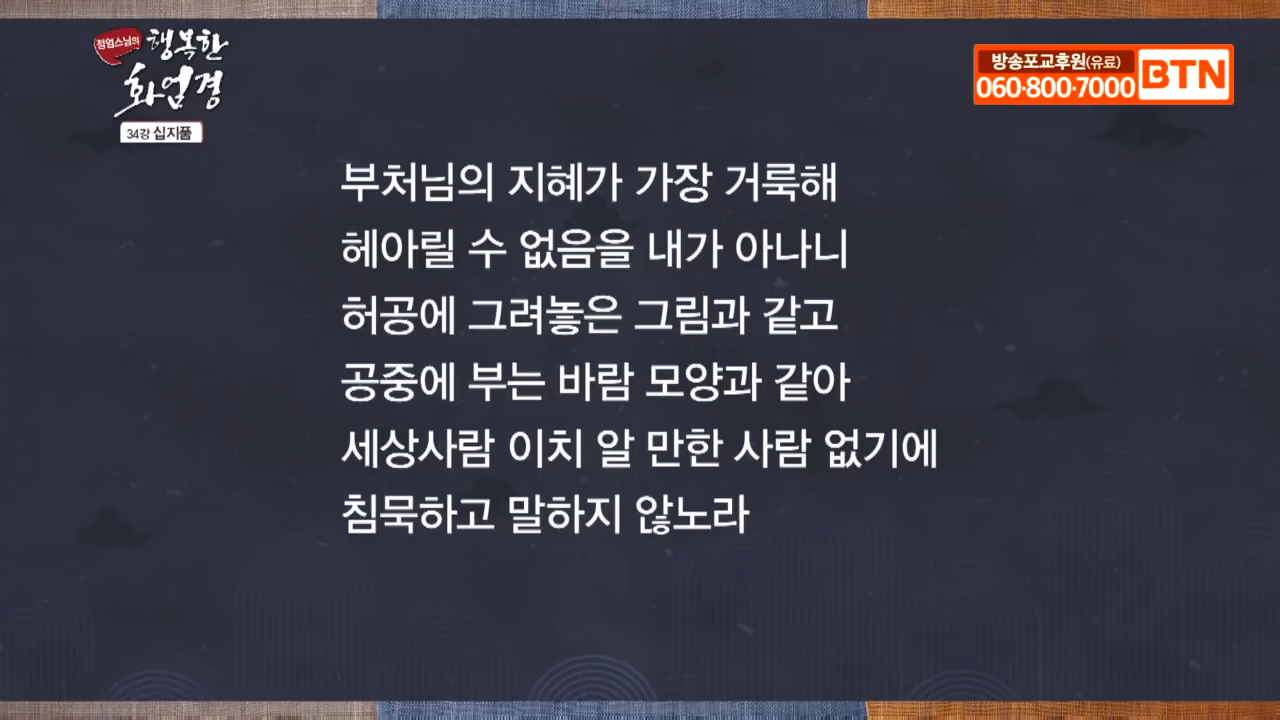 정엄스님의
행복한
화엄경
34강 십지품
방송포교후원(유료)
060·800·7000
BTN
부처님의 지혜가 가장 거룩해
헤아릴 수 없음을 내가 아나니
허공에 그려놓은 그림과 같고
공중에 부는 바람 모양과 같아
세상사람 이치 알 만한 사람 없기에
침묵하고 말하지 않노라